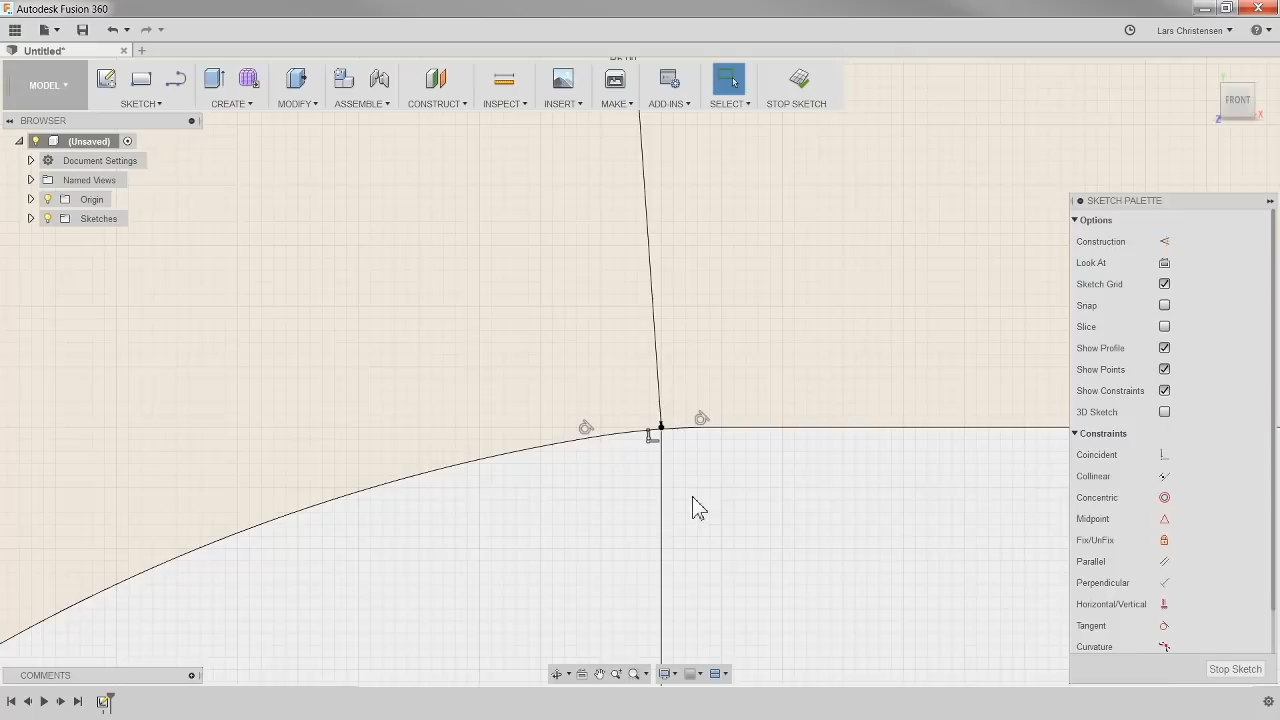 Autodesk Fusion 360
Lars Christensen
Untitled*
MODEL
SKETCH
CREATE
MODIFY
ASSEMBLE
CONSTRUCT
INSPECT
INSERT
MAKE
ADD-INS
SELECT
STOP SKETCH
FRONT
Y
X
Z
BROWSER
(Unsaved)
Document Settings
Named Views
Origin
Sketches
SKETCH PALETTE
Options
Construction
Look At
Sketch Grid
Snap
Slice
Show Profile
Show Points
Show Constraints
3D Sketch
Constraints
Coincident
Collinear
Concentric
Midpoint
Fix/UnFix
Parallel
Perpendicular
Horizontal/Vertical
Tangent
Curvature
Stop Sketch
COMMENTS